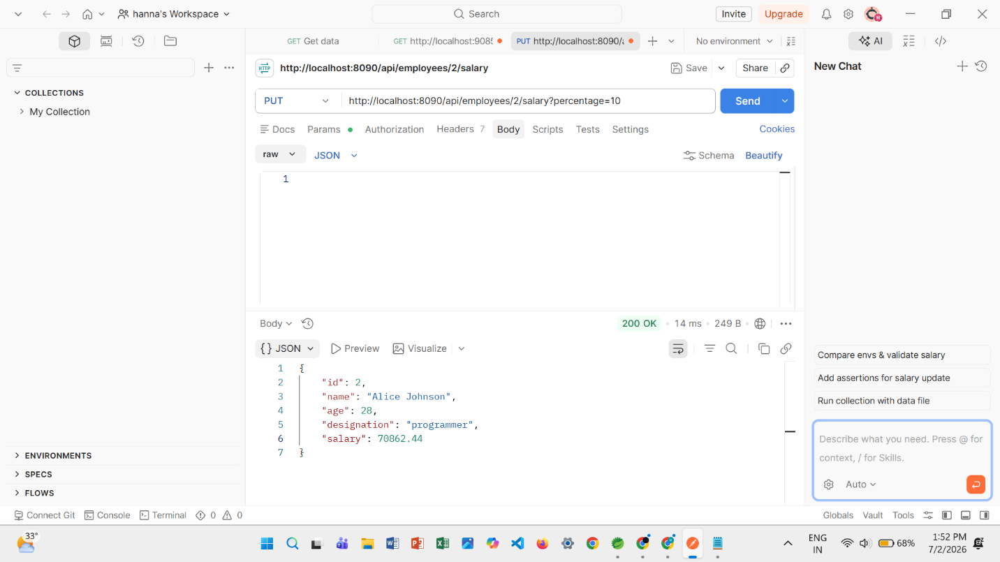 hanna's Workspace
Search
Invite
Upgrade
GET Get data
GET http://localhost:908
PUT http://localhost:8090/
No environment
AI
HTTP http://localhost:8090/api/employees/2/salary
Save
Share
New Chat
COLLECTIONS
My Collection
PUT
http://localhost:8090/api/employees/2/salary?percentage=10
Send
Docs
Params
Authorization
Headers 7
Body
Scripts
Tests
Settings
Cookies
raw
JSON
Schema
Beautify
1
Body
200 OK
14 ms
249 B
{} JSON
Preview
Visualize
1 {
2 "id": 2,
3 "name": "Alice Johnson",
4 "age": 28,
5 "designation": "programmer",
6 "salary": 70862.44
7 }
Compare envs & validate salary
Add assertions for salary update
Run collection with data file
Describe what you need. Press @ for
context, / for Skills.
Auto
ENVIRONMENTS
SPECS
FLOWS
Connect Git
Console
Terminal
0
0
Globals
Vault
Tools
33°
ENG
IN
68%
1:52 PM
7/2/2026